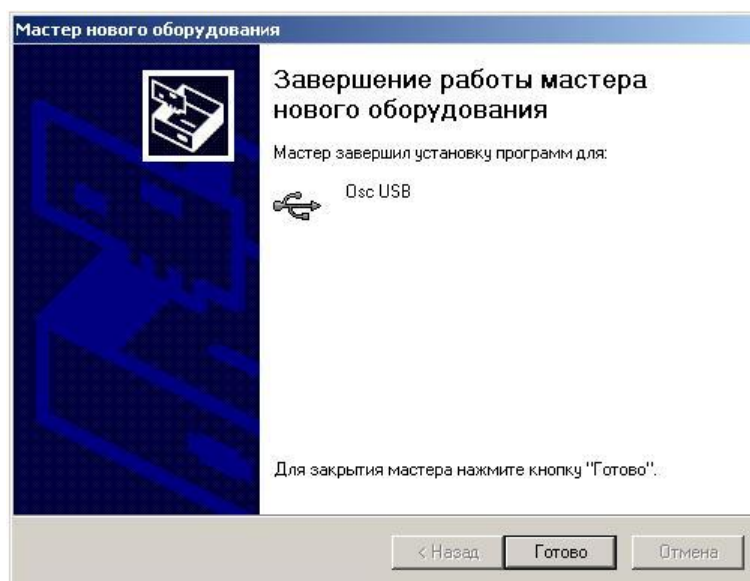 Мастер нового оборудования
Завершение работы мастера
нового оборудования
Мастер завершил установку программ для:
Osc USB
Для закрытия мастера нажмите кнопку "Готово".
< Назад
Готово
Отмена